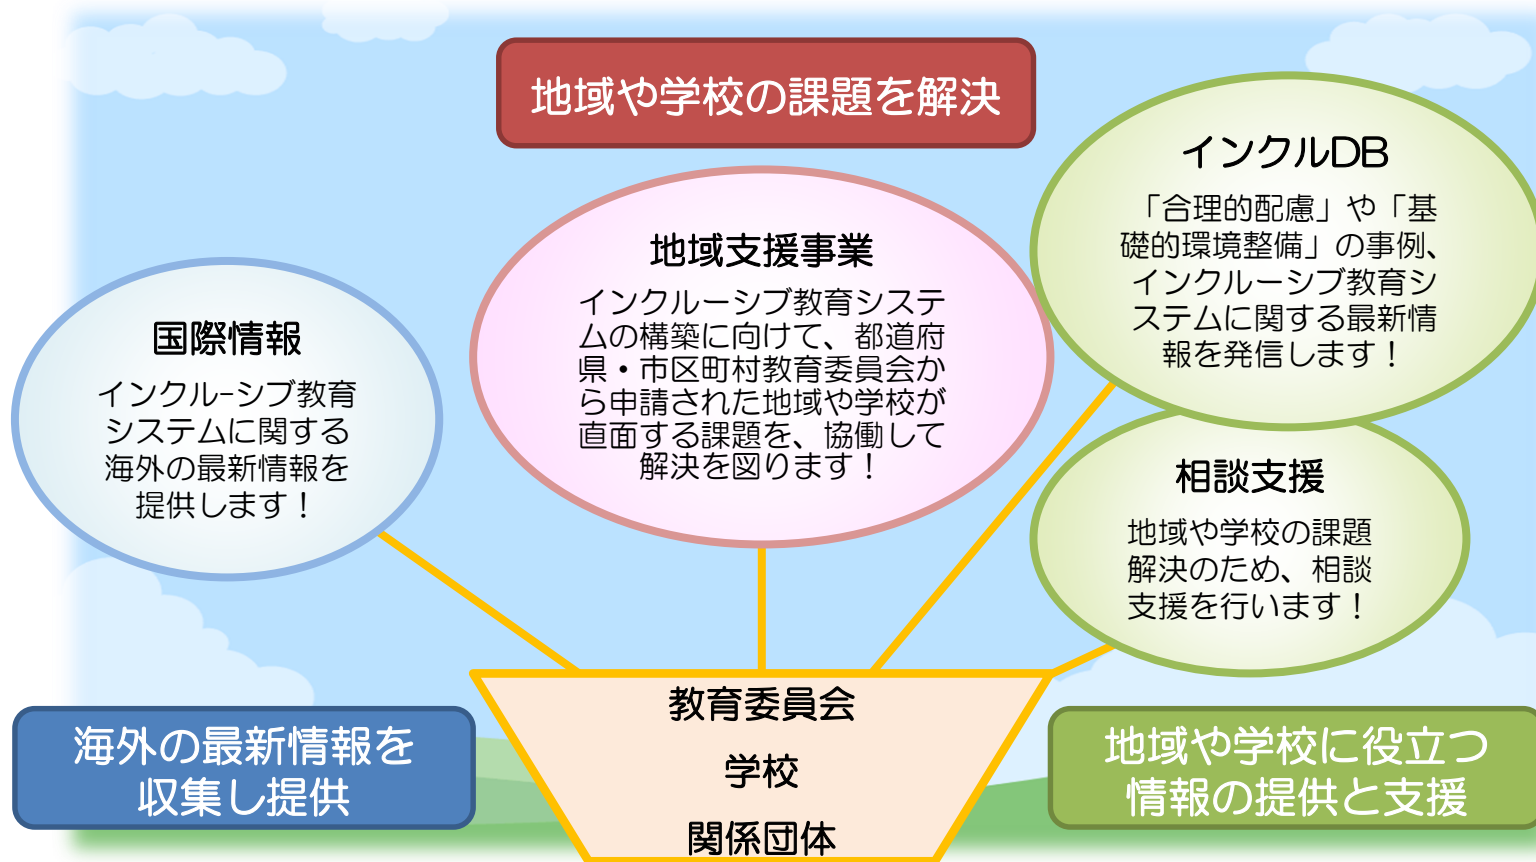 地域や学校の課題を解決
インクルDB
「合理的配慮」や「基
礎的環境整備」の事例、
インクルーシブ教育シ
ステムに関する最新情
報を発信します！
地域支援事業
インクルーシブ教育システ
ムの構築に向けて、都道府
県・市区町村教育委員会か
ら申請された地域や学校が
直面する課題を、協働して
解決を図ります！
国際情報
インクル-シブ教育
システムに関する
海外の最新情報を
提供します！
相談支援
地域や学校の課題
解決のため、相談
支援を行います！
教育委員会
学校
関係団体
海外の最新情報を
収集し提供
地域や学校に役立つ
情報の提供と支援